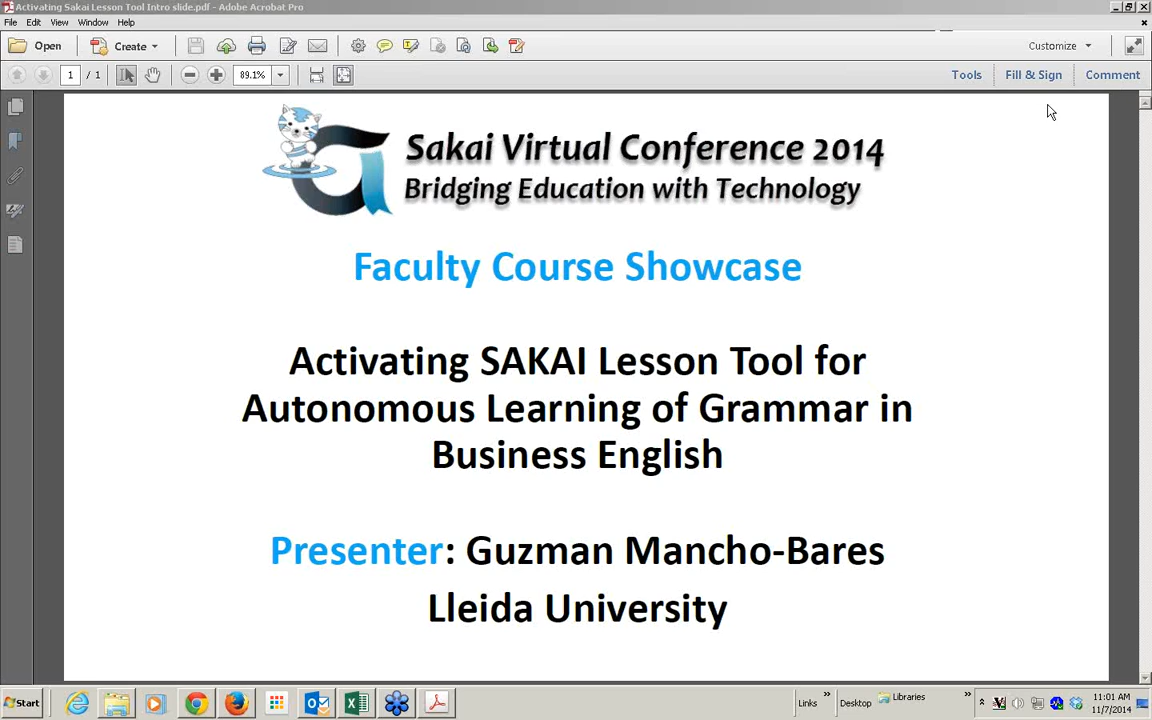 Activating Sakai Lesson Tool Intro slide.pdf - Adobe Acrobat Pro
File Edit View Window Help
Open Create Customize
1 / 1 89.1% Tools Fill & Sign Comment
Sakai Virtual Conference 2014
Bridging Education with Technology
Faculty Course Showcase
Activating SAKAI Lesson Tool for
Autonomous Learning of Grammar in
Business English
Presenter: Guzman Mancho-Bares
Lleida University
Start Links » Desktop Libraries » 11:01 AM
11/7/2014